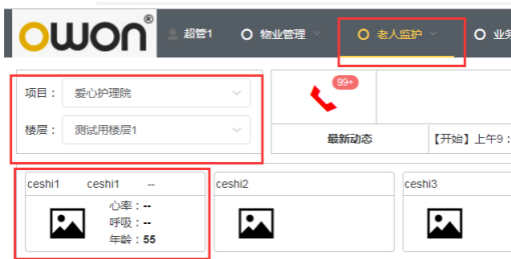 owon® 超管1 物业管理 老人监护 业务
项目： 爱心护理院
99+
楼层： 测试用楼层1
最新动态 【开始】上午9：
ceshi1 ceshi1 -- ceshi2 ceshi3
心率：--
呼吸：--
年龄：55